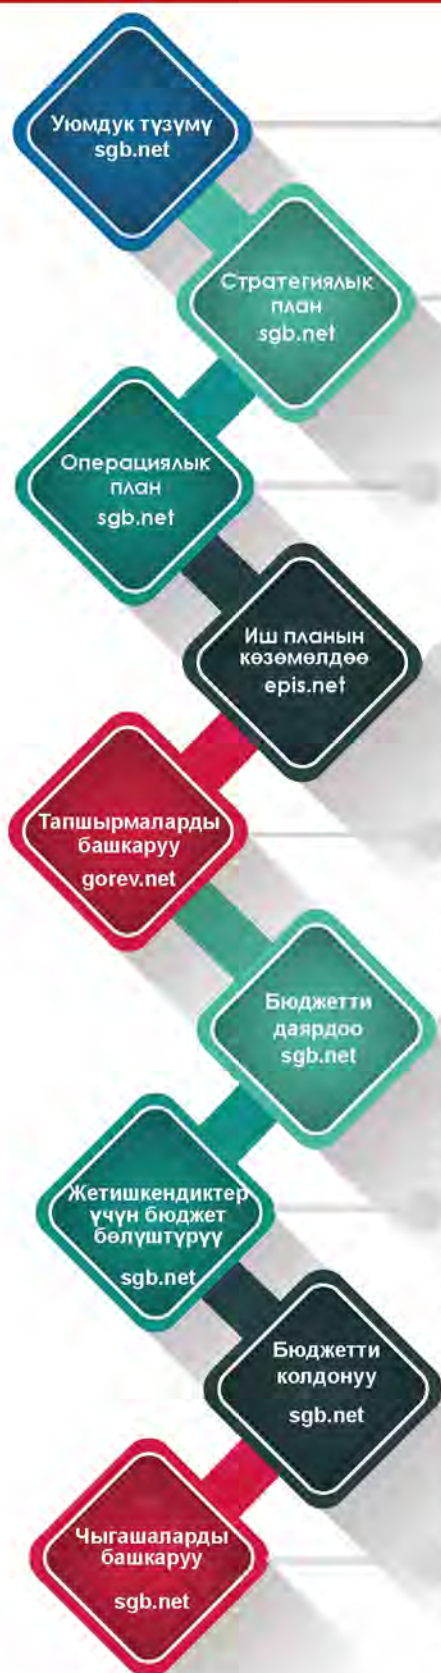 Уюмдук түзүмү
sgb.net
Стратегиялык
план
sgb.net
Операциялык
план
sgb.net
Иш планын
көзөмөлдөө
epis.net
Тапшырмаларды
башкаруу
gorev.net
Бюджетти
даярдоо
sgb.net
Жетишкендиктер
үчүн бюджет
бөлүштүрүү
sgb.net
Бюджетти
колдонуу
sgb.net
Чыгашаларды
башкаруу
sgb.net